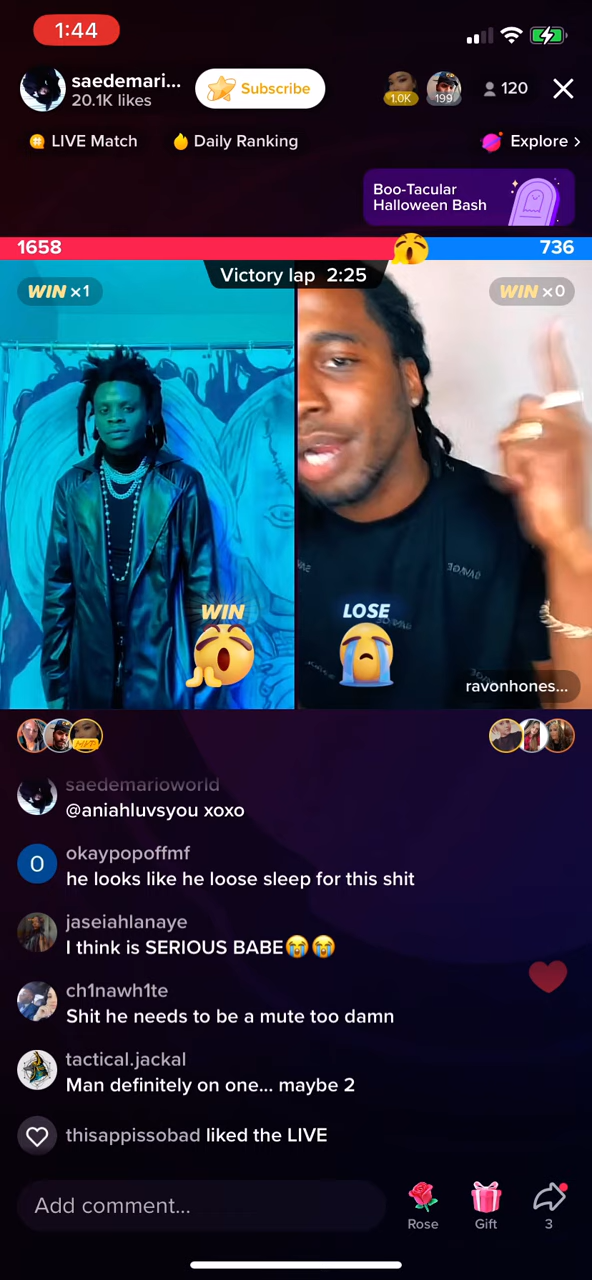 1:44
saedemari...
20.1K likes
Subscribe
1.0K
199
120
LIVE Match
Daily Ranking
Explore >
Boo-Tacular
Halloween Bash
1658
736
Victory lap 2:25
WIN x1
WIN x0
WIN
LOSE
ravonhones...
saedemarioworld
@aniahluvsyou xoxo
O
okaypopoffmf
he looks like he loose sleep for this shit
jaseiahlanaye
I think is SERIOUS BABE😭😭
ch1nawh1te
Shit he needs to be a mute too damn
tactical.jackal
Man definitely on one... maybe 2
thisappissobad liked the LIVE
Add comment...
Rose
Gift
3